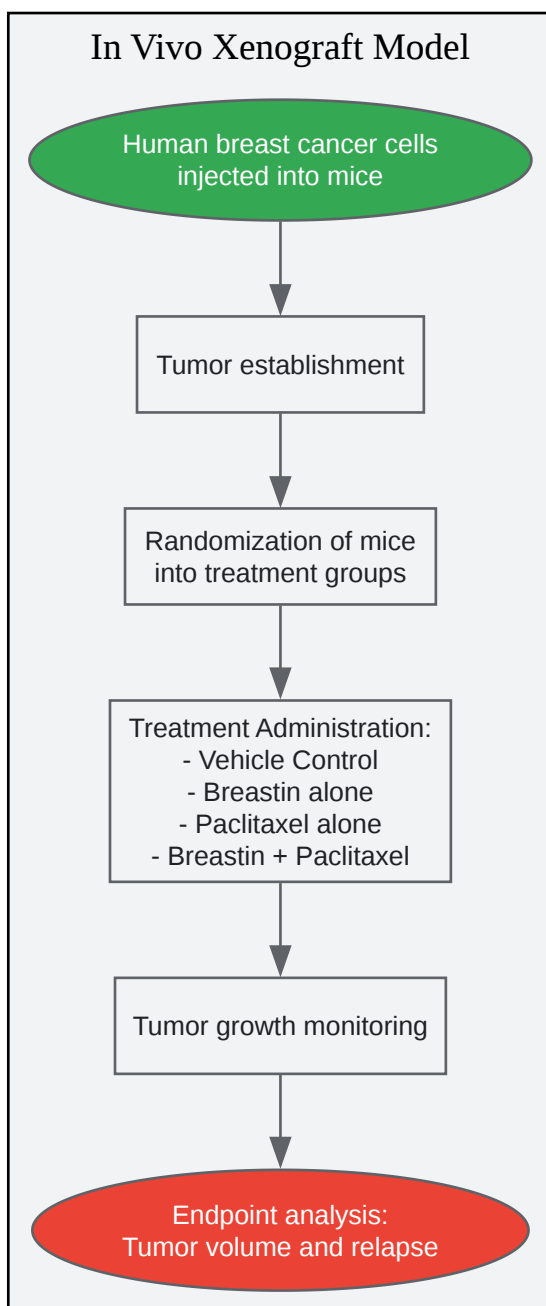 In Vivo Xenograft Model
Human breast cancer cells
injected into mice
Tumor establishment
Randomization of mice
into treatment groups
Treatment Administration:
- Vehicle Control
- Breastin alone
- Paclitaxel alone
- Breastin + Paclitaxel
Tumor growth monitoring
Endpoint analysis:
Tumor volume and relapse